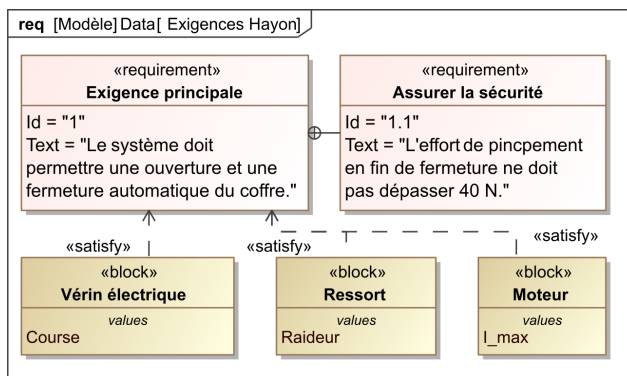 req [Modèle] Data[ Exigences Hayon]
«requirement»
Exigence principale
Id = "1"
Text = "Le système doit
permettre une ouverture et une
fermeture automatique du coffre."
«requirement»
Assurer la sécurité
Id = "1.1"
Text = "L'effort de pincpement
en fin de fermeture ne doit
pas dépasser 40 N."
«satisfy»
«satisfy»
«satisfy»
«block»
Vérin électrique
values
Course
«block»
Ressort
values
Raideur
«block»
Moteur
values
I_max